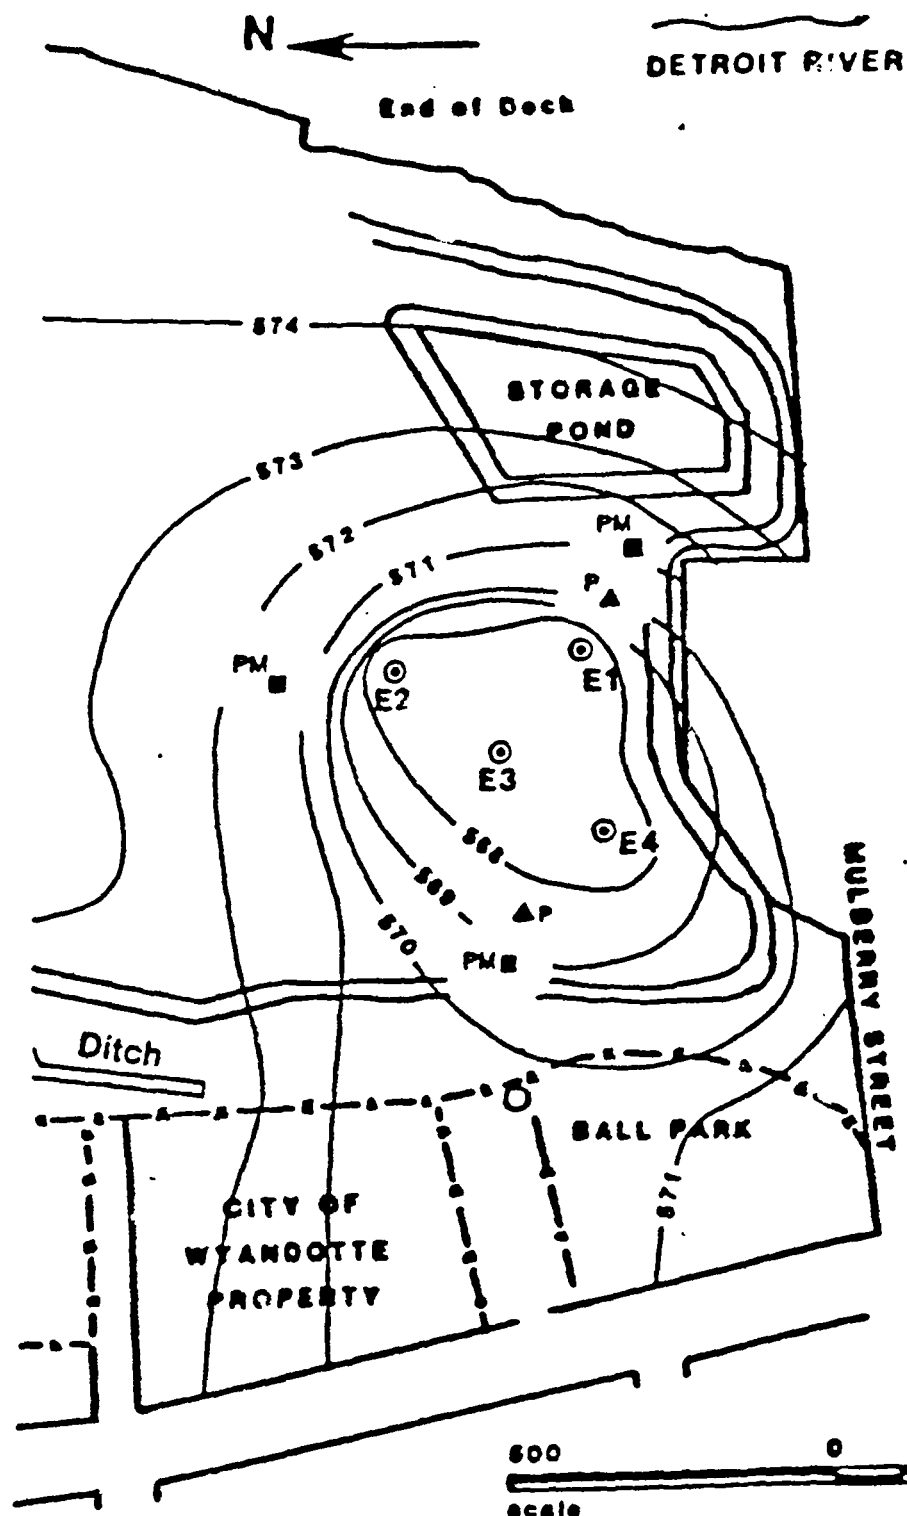 N
DETROIT RIVER
End of Dock
574
STORAGE
POND
573
572
PM
571
P
PM
E1
E2
E3
568
E4
569
P
570
PM
MULBERRY STREET
Ditch
BALL PARK
571
CITY OF
WYANDOTTE
PROPERTY
500 0
scale